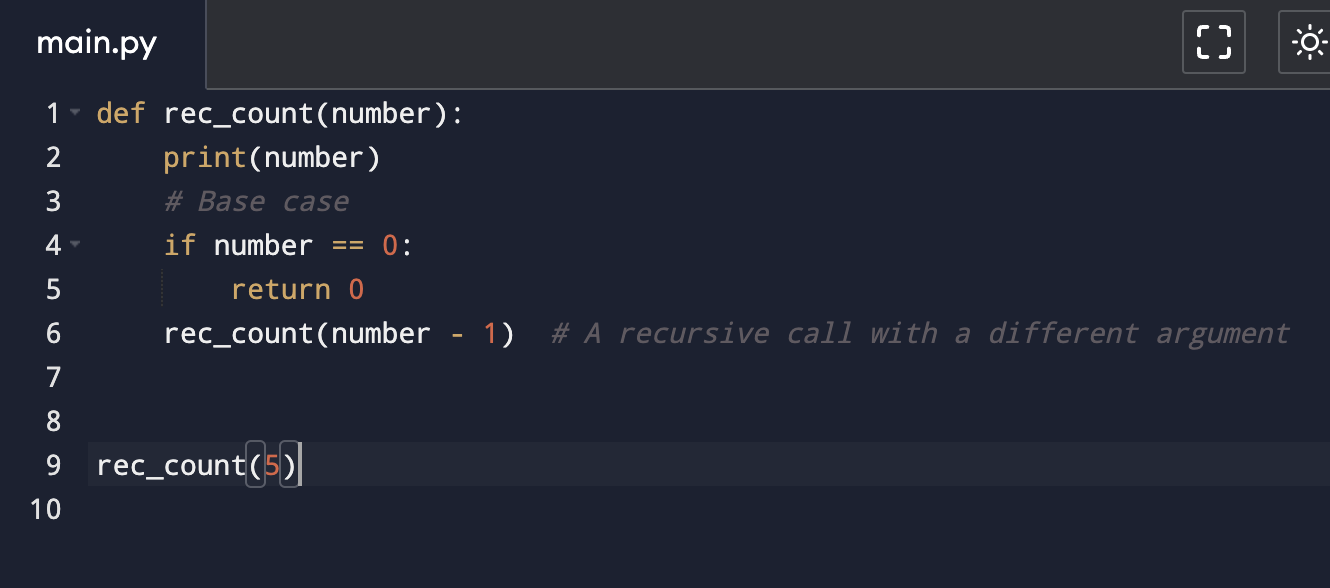 main.py
1 def rec_count(number):
2     print(number)
3     # Base case
4     if number == 0:
5         return 0
6     rec_count(number - 1)  # A recursive call with a different argument
7
8
9 rec_count(5)
10